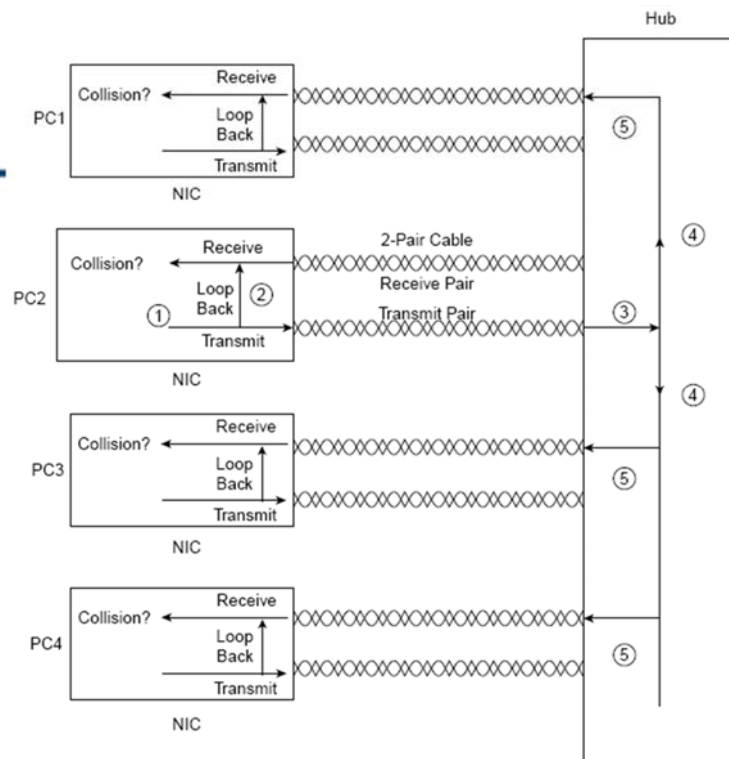 Hub
Receive
Collision?
PC1
Loop
Back
⑤
Transmit
NIC
④
2-Pair Cable
Receive
Collision?
Receive Pair
PC2
Loop
Back
②
①
Transmit Pair
③
Transmit
NIC
④
Receive
Collision?
PC3
Loop
Back
⑤
Transmit
NIC
Receive
Collision?
PC4
Loop
Back
⑤
Transmit
NIC